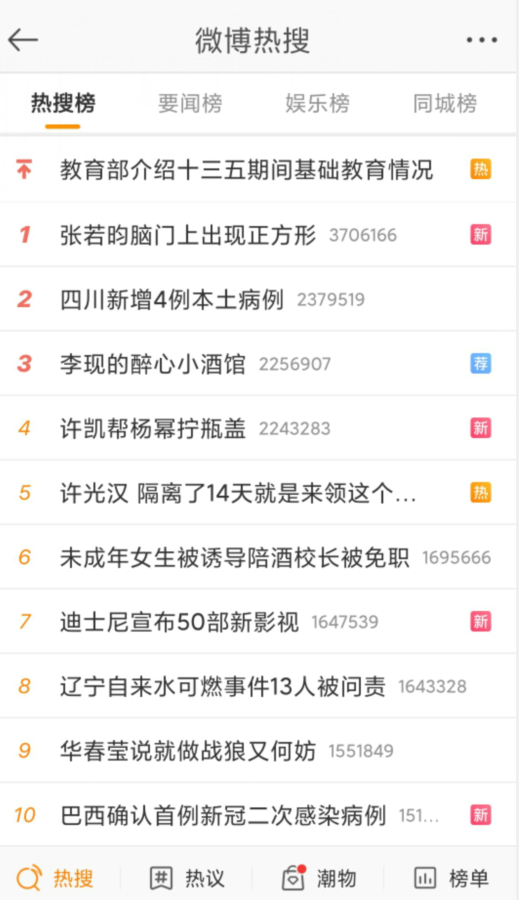 微博热搜
热搜榜 要闻榜 娱乐榜 同城榜
教育部介绍十三五期间基础教育情况 热
1 张若昀脑门上出现正方形 3706166 新
2 四川新增4例本土病例 2379519
3 李现的醉心小酒馆 2256907 荐
4 许凯帮杨幂拧瓶盖 2243283 新
5 许光汉 隔离了14天就是来领这个... 热
6 未成年女生被诱导陪酒校长被免职 1695666
7 迪士尼宣布50部新影视 1647539 新
8 辽宁自来水可燃事件13人被问责 1643328
9 华春莹说就做战狼又何妨 1551849
10 巴西确认首例新冠二次感染病例 151... 新
热搜 热议 潮物 榜单